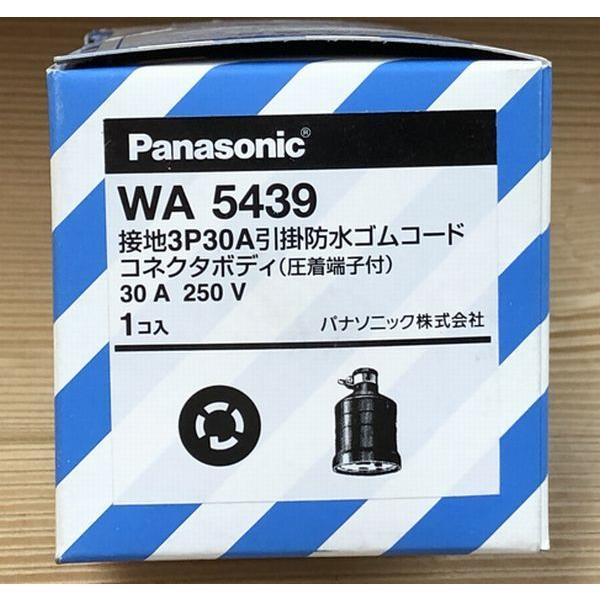 Panasonic®
WA 5439
接地3P30A引掛防水ゴムコード
コネクタボディ(圧着端子付)
30 A 250 V
1コ入
パナソニック株式会社